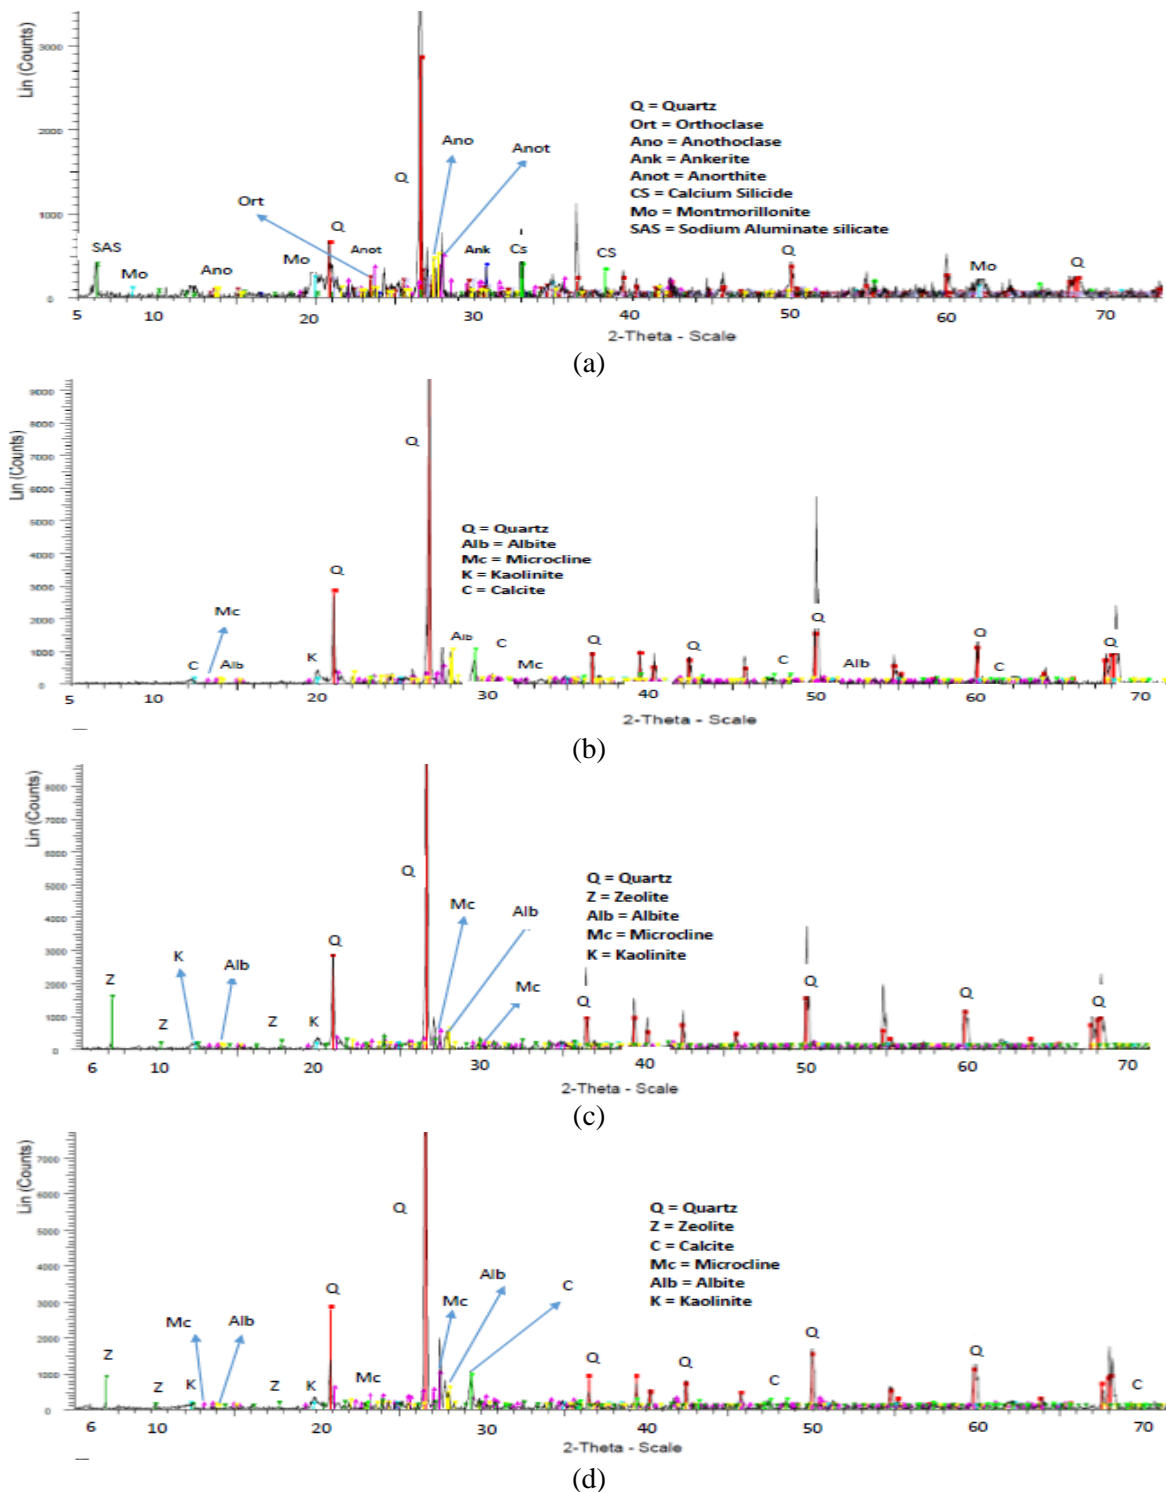 Lin (Counts)
3000
2000
1000
0
Q = Quartz
Ort = Orthoclase
Ano = Anothoclase
Ank = Ankerite
Anot = Anorthite
CS = Calcium Silicide
Mo = Montmorillonite
SAS = Sodium Aluminate silicate
SAS
Mo
Ano
Ort
Mo
Q
Anot
Q
Ano
Anot
Ank
Cs
CS
Q
Mo
Q
5 10 20 30 40 50 60 70
2-Theta - Scale
(a)
Lin (Counts)
9000
8000
7000
6000
5000
4000
3000
2000
1000
0
Q = Quartz
Alb = Albite
Mc = Microcline
K = Kaolinite
C = Calcite
C
Mc
Alb
K
Q
Q
Alb
C
Mc
Q
Q
C
Q
Alb
Q
C
Q
5 20 30 40 50 60 70
2-Theta - Scale
(b)
Lin (Counts)
8000
7000
6000
5000
4000
3000
2000
1000
0
Q = Quartz
Z = Zeolite
Alb = Albite
Mc = Microcline
K = Kaolinite
Z
Z
K
Alb
Z
K
Q
Q
Mc
Alb
Mc
Q
Q
Q
Q
6 10 20 30 40 50 60 70
2-Theta - Scale
(c)
Lin (Counts)
7000
6000
5000
4000
3000
2000
1000
0
Q = Quartz
Z = Zeolite
C = Calcite
Mc = Microcline
Alb = Albite
K = Kaolinite
Z
Z
K
Mc
Alb
Z
K
Q
Mc
Q
Mc
Alb
C
Q
Q
C
Q
Q
C
6 10 20 30 40 50 60 70
2-Theta - Scale
(d)